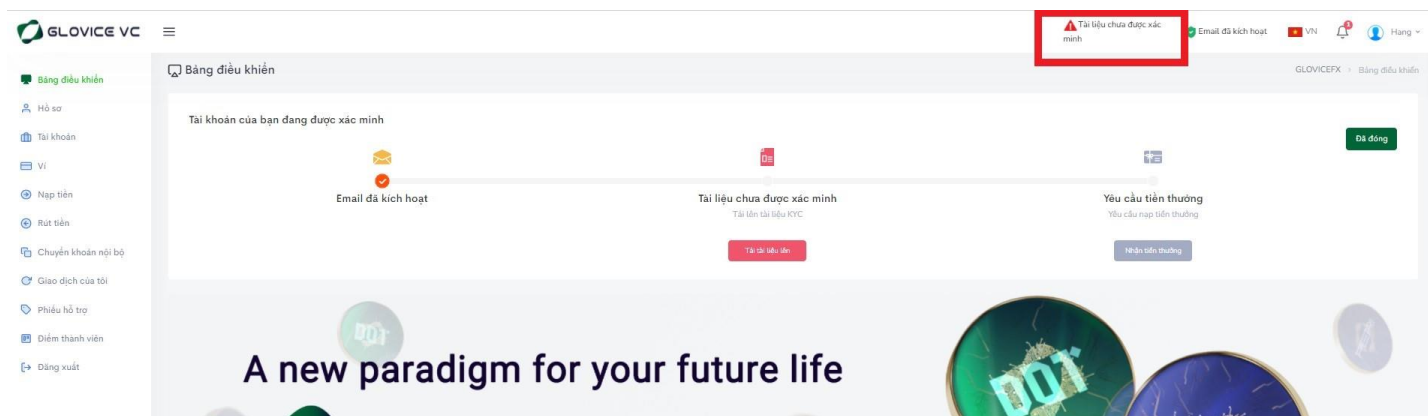 GLOVICE VC
Tài liệu chưa được xác
minh
Email đã kích hoạt
VN
3
Hang
Bảng điều khiển
GLOVICEFX > Bảng điều khiển
Bảng điều khiển
Hồ sơ
Tài khoản
Ví
Nạp tiền
Rút tiền
Chuyển khoản nội bộ
Giao dịch của tôi
Phiếu hỗ trợ
Điểm thành viên
Đăng xuất
Tài khoản của bạn đang được xác minh
Đã đóng
Email đã kích hoạt
Tài liệu chưa được xác minh
Tải lên tài liệu KYC
Tải tài liệu lên
Yêu cầu tiền thưởng
Yêu cầu nạp tiền thưởng
Nhận tiền thưởng
A new paradigm for your future life
DOT
DOT